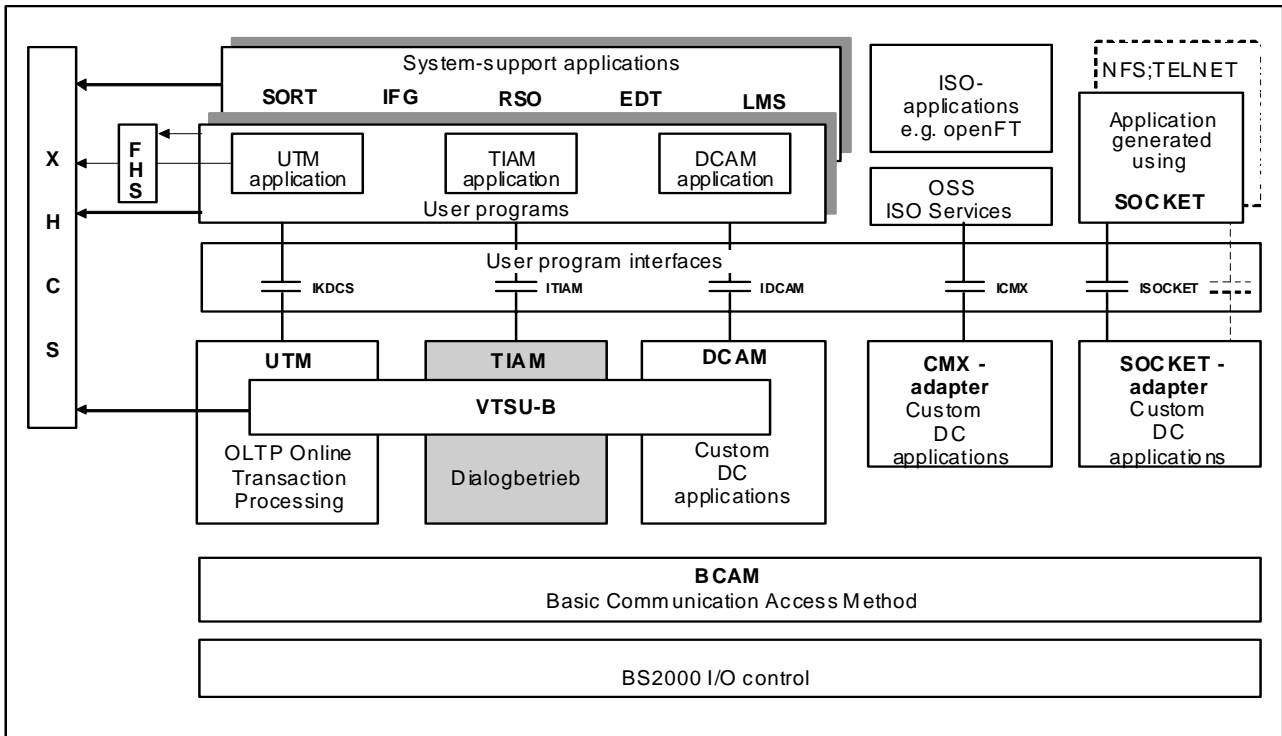 System-support applications
SORT IFG RSO EDT LMS
ISO-
applications
e.g. openFT
NFS;TELNET
Application
generated
using
SOCKET
X
H
C
S
F
H
S
UTM
application
TIAM
application
DCAM
application
User programs
OSS
ISO Services
User program interfaces
IKDCS
ITIAM
IDCAM
ICMX
ISOCKET
UTM
TIAM
DCAM
VTSU-B
OLTP Online
Transaction
Processing
Dialogbetrieb
Custom
DC
applications
CMX -
adapter
Custom
DC
applications
SOCKET -
adapter
Custom
DC
applications
BCAM
Basic Communication Access Method
BS2000 I/O control